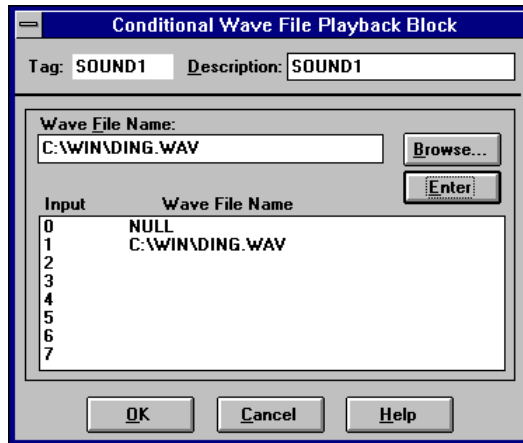 Conditional Wave File Playback Block
Tag: SOUND1 Description: SOUND1
Wave File Name:
C:\WIN\DING.WAV Browse...
Enter
Input Wave File Name
0 NULL
1 C:\WIN\DING.WAV
2
3
4
5
6
7
OK Cancel Help